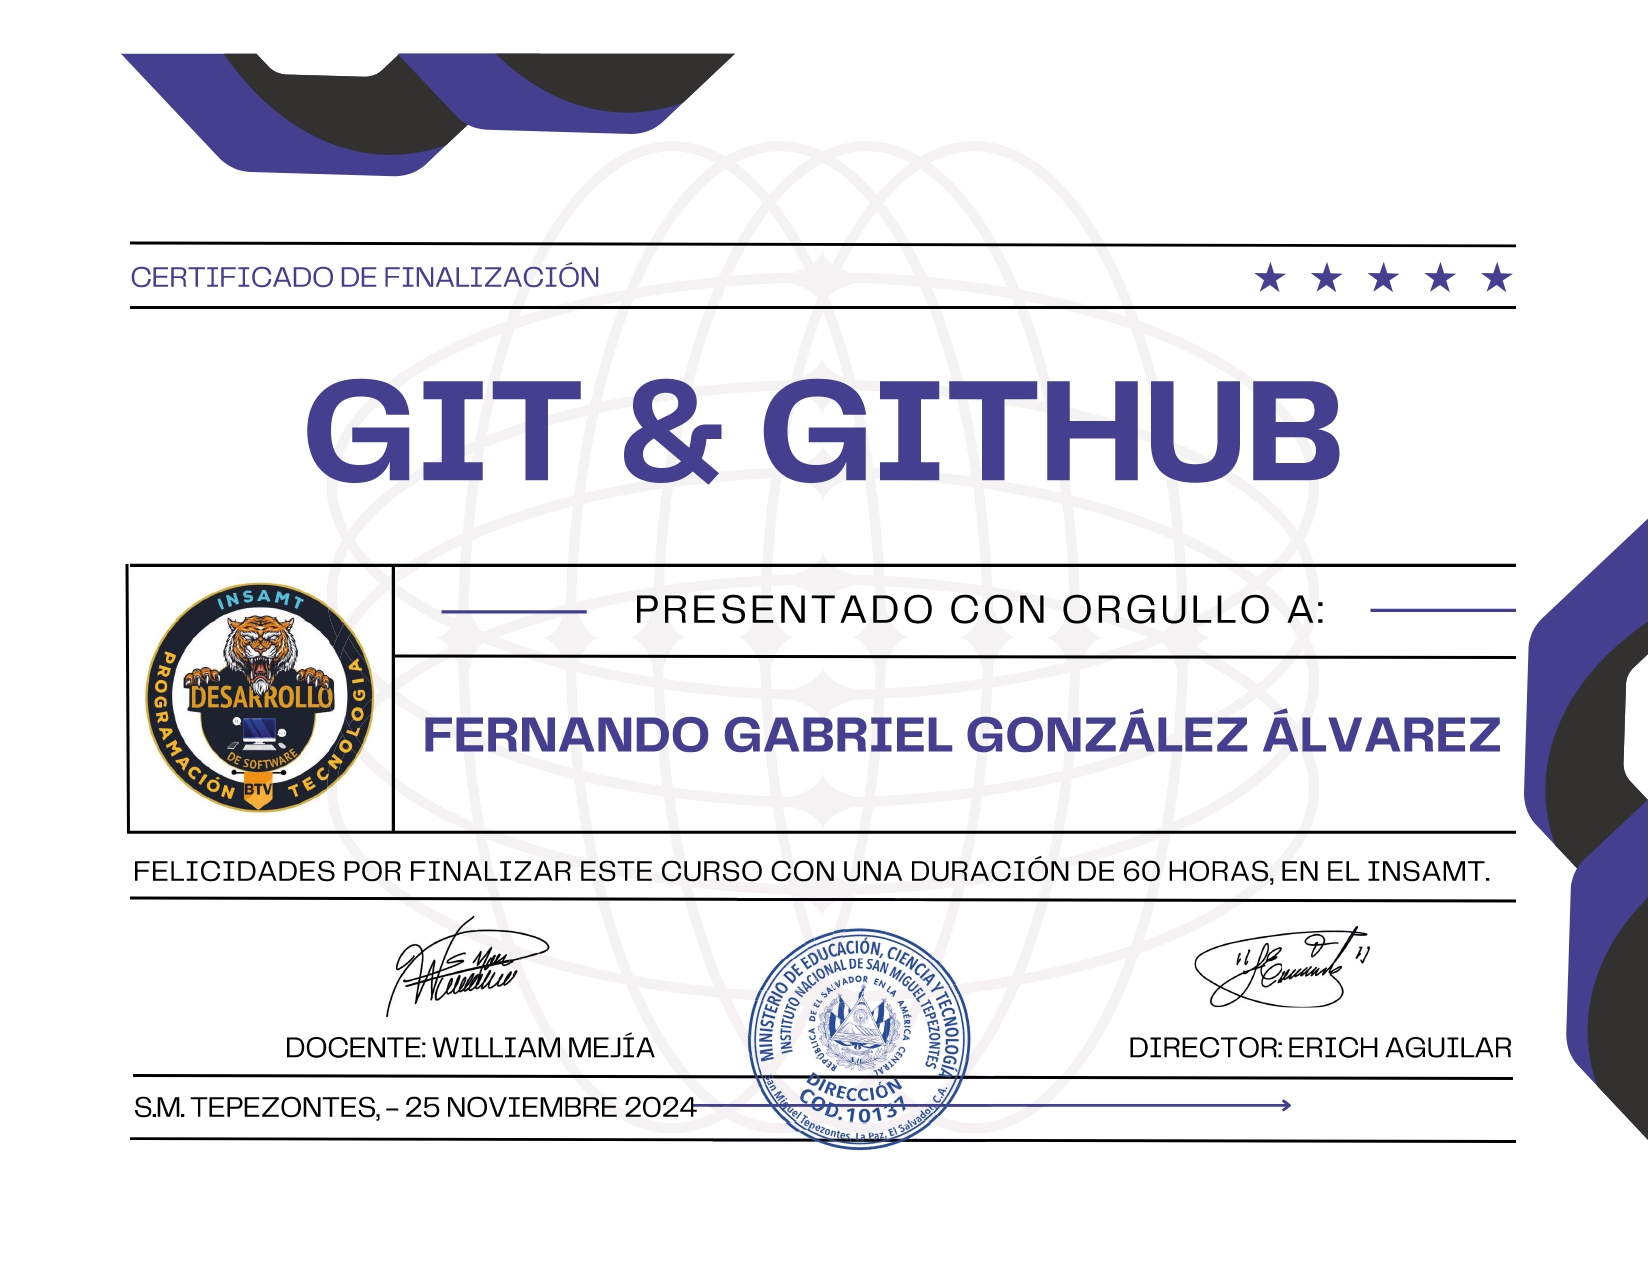 CERTIFICADO DE FINALIZACIÓN
GIT & GITHUB
INSAMT
PROGRAMACIÓN
TECNOLOGIA
DESARROLLO
DE SOFTWARE
BTV
PRESENTADO CON ORGULLO A:
FERNANDO GABRIEL GONZÁLEZ ÁLVAREZ
FELICIDADES POR FINALIZAR ESTE CURSO CON UNA DURACIÓN DE 60 HORAS, EN EL INSAMT.
DOCENTE: WILLIAM MEJÍA
MINISTERIO DE EDUCACIÓN, CIENCIA Y TECNOLOGÍA
INSTITUTO NACIONAL DE SAN MIGUEL TEPEZONTES
REPÚBLICA DE EL SALVADOR EN LA AMÉRICA CENTRAL
DIRECCIÓN
COD. 10137
San Miguel Tepezontes, La Paz, El Salvador, C.A.
DIRECTOR: ERICH AGUILAR
S.M. TEPEZONTES, - 25 NOVIEMBRE 2024